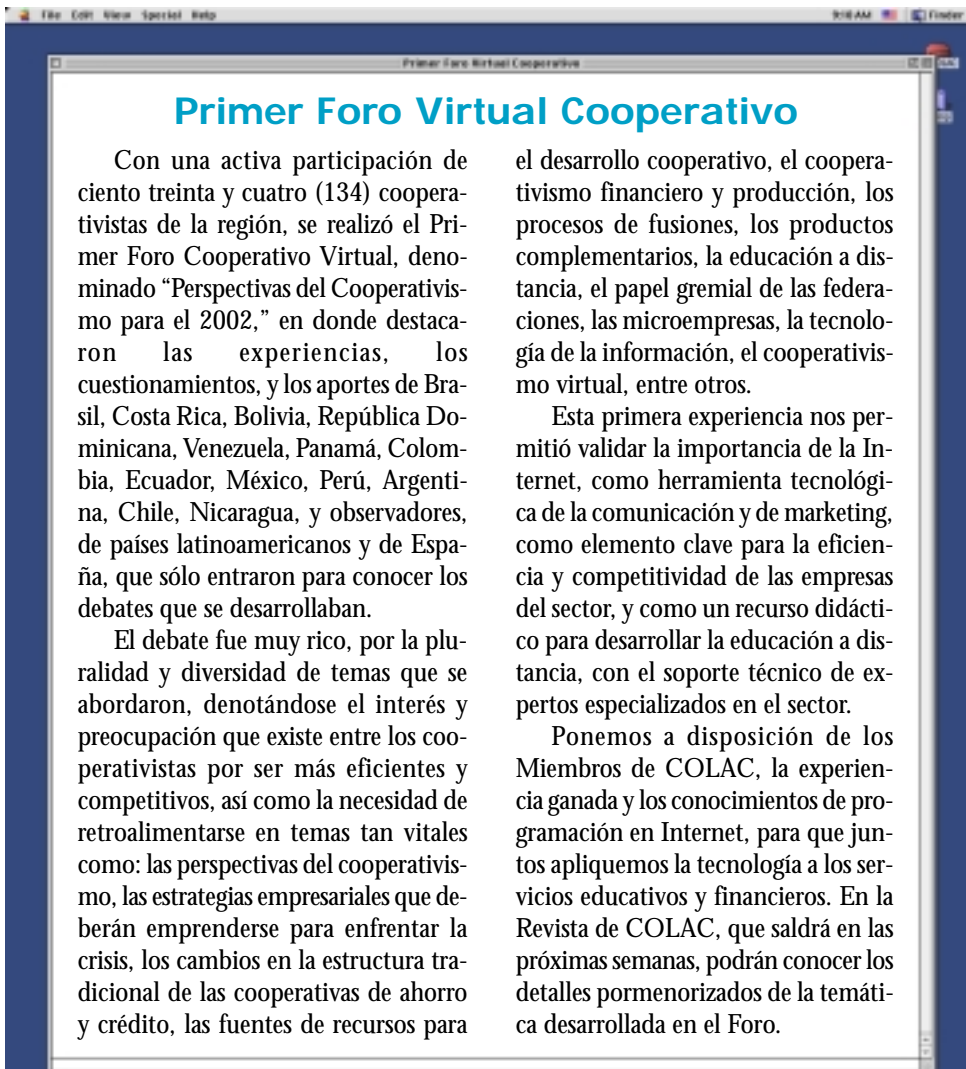 File Edit View Special Help
9:10 AM Finder
Primer Foro Virtual Cooperativo
Primer Foro Virtual Cooperativo
Con una activa participación de
ciento treinta y cuatro (134) coopera-
tivistas de la región, se realizó el Pri-
mer Foro Cooperativo Virtual, deno-
minado “Perspectivas del Cooperativis-
mo para el 2002,” en donde destaca-
ron las experiencias, los
cuestionamientos, y los aportes de Bra-
sil, Costa Rica, Bolivia, República Do-
minicana, Venezuela, Panamá, Colom-
bia, Ecuador, México, Perú, Argenti-
na, Chile, Nicaragua, y observadores,
de países latinoamericanos y de Espa-
ña, que sólo entraron para conocer los
debates que se desarrollaban.
El debate fue muy rico, por la plu-
ralidad y diversidad de temas que se
abordaron, denotándose el interés y
preocupación que existe entre los coo-
perativistas por ser más eficientes y
competitivos, así como la necesidad de
retroalimentarse en temas tan vitales
como: las perspectivas del cooperativis-
mo, las estrategias empresariales que de-
berán emprenderse para enfrentar la
crisis, los cambios en la estructura tra-
dicional de las cooperativas de ahorro
y crédito, las fuentes de recursos para
el desarrollo cooperativo, el coopera-
tivismo financiero y producción, los
procesos de fusiones, los productos
complementarios, la educación a dis-
tancia, el papel gremial de las federa-
ciones, las microempresas, la tecnolo-
gía de la información, el cooperativis-
mo virtual, entre otros.
Esta primera experiencia nos per-
mitió validar la importancia de la In-
ternet, como herramienta tecnológi-
ca de la comunicación y de marketing,
como elemento clave para la eficien-
cia y competitividad de las empresas
del sector, y como un recurso didácti-
co para desarrollar la educación a dis-
tancia, con el soporte técnico de ex-
pertos especializados en el sector.
Ponemos a disposición de los
Miembros de COLAC, la experien-
cia ganada y los conocimientos de pro-
gramación en Internet, para que jun-
tos apliquemos la tecnología a los ser-
vicios educativos y financieros. En la
Revista de COLAC, que saldrá en las
próximas semanas, podrán conocer los
detalles pormenorizados de la temáti-
ca desarrollada en el Foro.